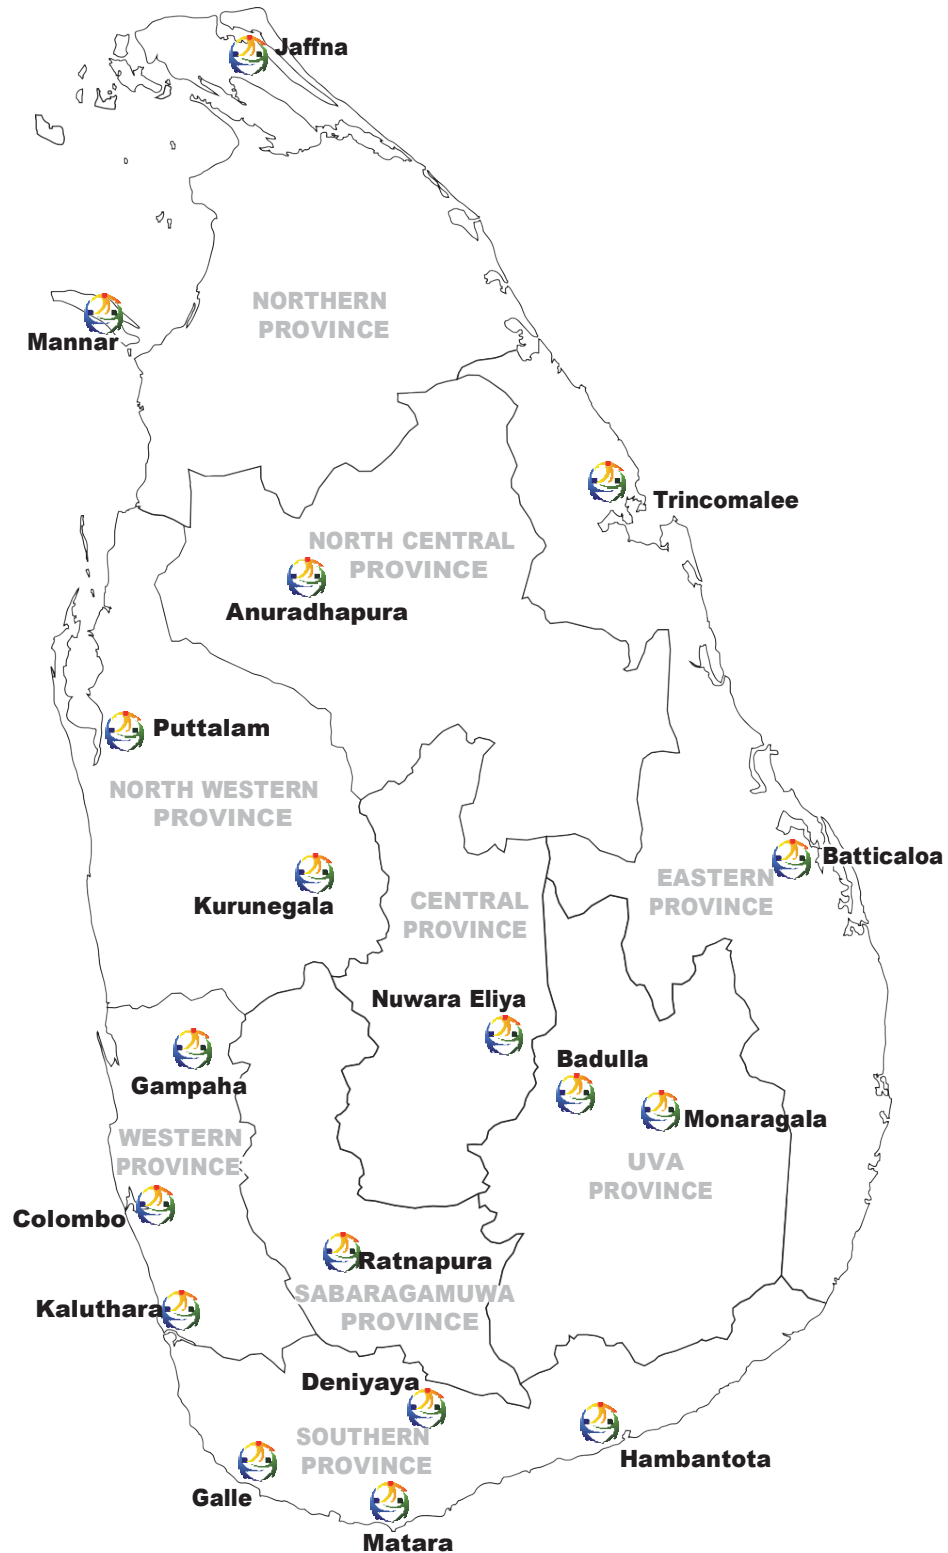 Jaffna
NORTHERN
PROVINCE
Mannar
Trincomalee
NORTH CENTRAL
PROVINCE
Anuradhapura
Puttalam
NORTH WESTERN
PROVINCE
Batticaloa
EASTERN
PROVINCE
Kurunegala
CENTRAL
PROVINCE
Nuwara Eliya
Badulla
Gampaha
Monaragala
WESTERN
PROVINCE
UVA
PROVINCE
Colombo
Ratnapura
SABARAGAMUWA
PROVINCE
Kaluthara
Deniyaya
SOUTHERN
PROVINCE
Hambantota
Galle
Matara